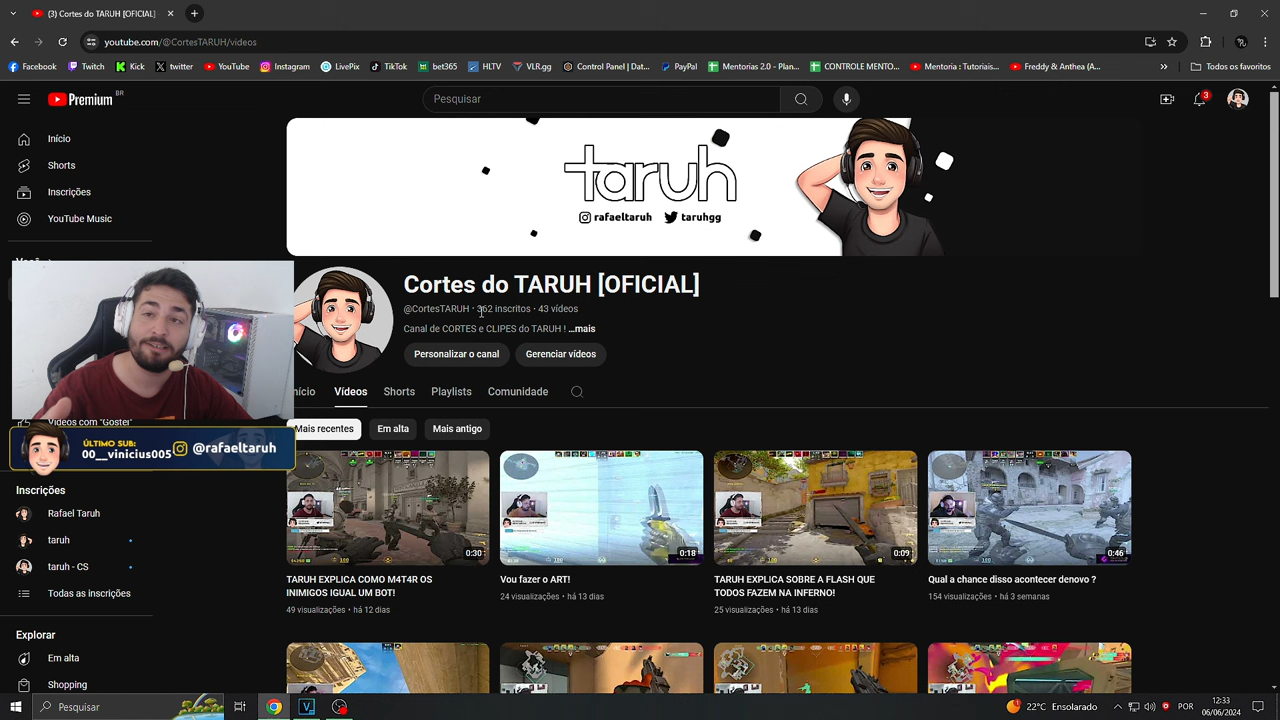 (3) Cortes do TARUH [OFICIAL]
youtube.com/@CortesTARUH/videos
Facebook
Twitch
Kick
twitter
YouTube
Instagram
LivePix
TikTok
bet365
HLTV
VLR.gg
Control Panel | Dat...
PayPal
Mentorias 2.0 - Plan...
CONTROLE MENTO...
Mentoria : Tutoriais...
Freddy & Anthea (A...
Todos os favoritos
Premium BR
Pesquisar
3
Início
Shorts
Inscrições
YouTube Music
taruh
rafaeltaruh
taruhgg
Cortes do TARUH [OFICIAL]
@CortesTARUH • 362 inscritos • 43 vídeos
Canal de CORTES e CLIPES do TARUH ! ...mais
Personalizar o canal
Gerenciar vídeos
nício
Vídeos
Shorts
Playlists
Comunidade
Vídeos com "Gostei"
Mais recentes
Em alta
Mais antigo
ÚLTIMO SUB:
00__vinicius005
@rafaeltaruh
Inscrições
Rafael Taruh
taruh
taruh - CS
Todas as inscrições
Explorar
Em alta
Shopping
0:30
0:18
0:09
0:46
TARUH EXPLICA COMO M4T4R OS
INIMIGOS IGUAL UM BOT!
49 visualizações • há 12 dias
Vou fazer o ART!
24 visualizações • há 13 dias
TARUH EXPLICA SOBRE A FLASH QUE
TODOS FAZEM NA INFERNO!
25 visualizações • há 13 dias
Qual a chance disso acontecer denovo ?
154 visualizações • há 3 semanas
Pesquisar
22°C Ensolarado
POR
12:33
06/06/2024